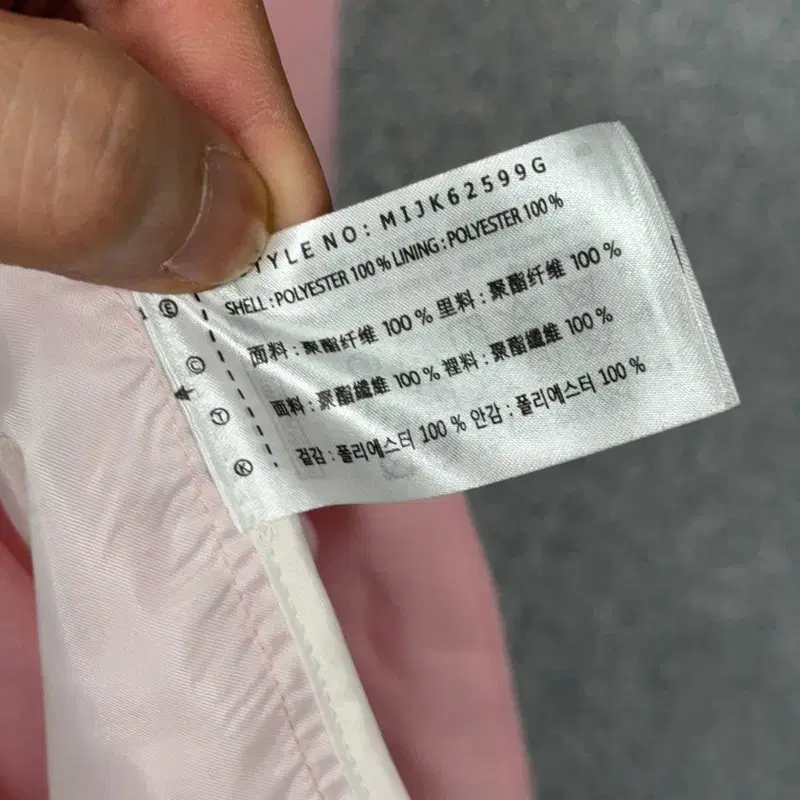 STYLE NO: MIJK62599G
SHELL : POLYESTER 100 % LINING : POLYESTER 100 %
面料 : 聚酯纤维 100 % 里料 : 聚酯纤维 100 %
面料 : 聚酯纖維 100 % 裡料 : 聚酯纖維 100 %
겉감 : 폴리에스터 100 % 안감 : 폴리에스터 100 %
E
C
T
K